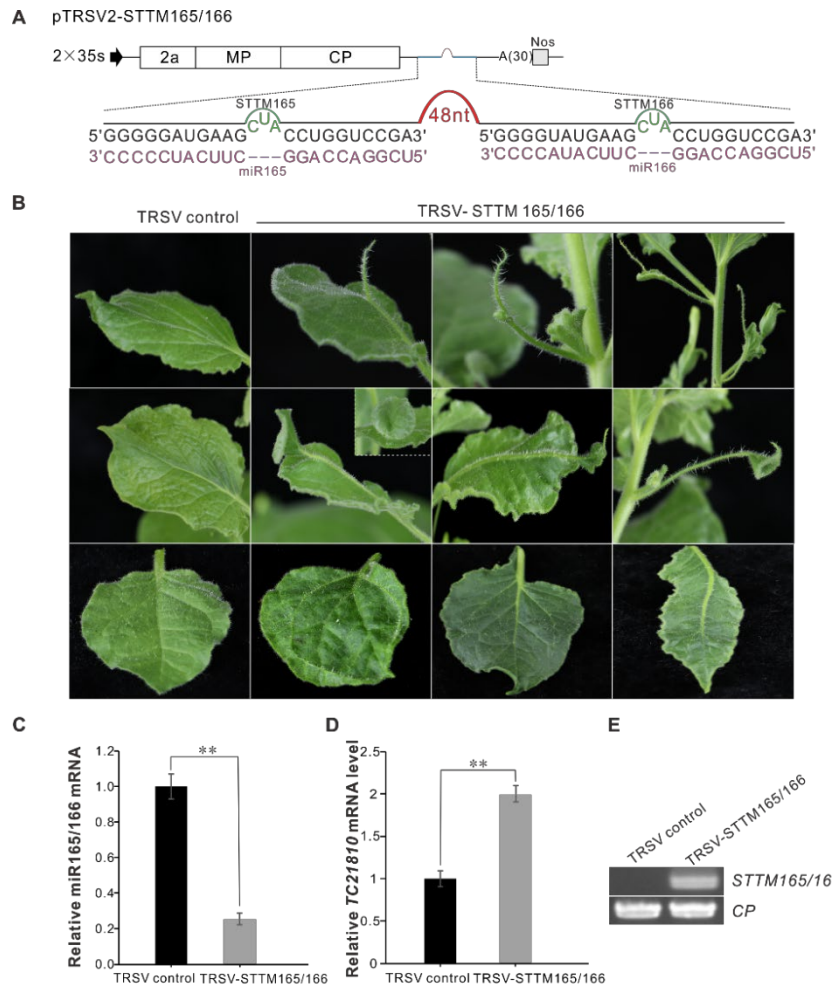 A pTRSV2-STTM165/166
2×35s 2a MP CP A(30) Nos
STTM165 48nt STTM166
5'GGGGGAUGAAG CUA CCUGGUCCGA3' 5'GGGGUAUGAAG CUA CCUGGUCCGA3'
3'CCCCCUACUUC---GGACCAGGCU5' 3'CCCCAUACUUC---GGACCAGGCU5'
miR165 miR166
B
TRSV control TRSV- STTM 165/166
C
Relative miR165/166 mRNA
1.2
1.0
0.8
0.6
0.4
0.2
0.0
**
TRSV control TRSV-STTM165/166
D
Relative TC21810 mRNA level
2.5
2
1.5
1
0.5
0
**
TRSV control TRSV-STTM165/166
E
TRSV control
TRSV-STTM165/166
STTM165/16
CP